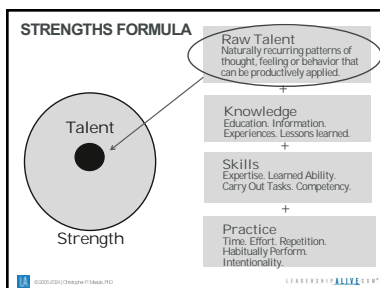 STRENGTHS FORMULA
Raw Talent
Naturally recurring patterns of
thought, feeling or behavior that
can be productively applied.
+
Knowledge
Education. Information.
Experiences. Lessons learned.
+
Skills
Expertise. Learned Ability.
Carry Out Tasks. Competency.
+
Practice
Time. Effort. Repetition.
Habitually Perform.
Intentionality.
Talent
Strength
LA
LEADERSHIPALIVE.COM